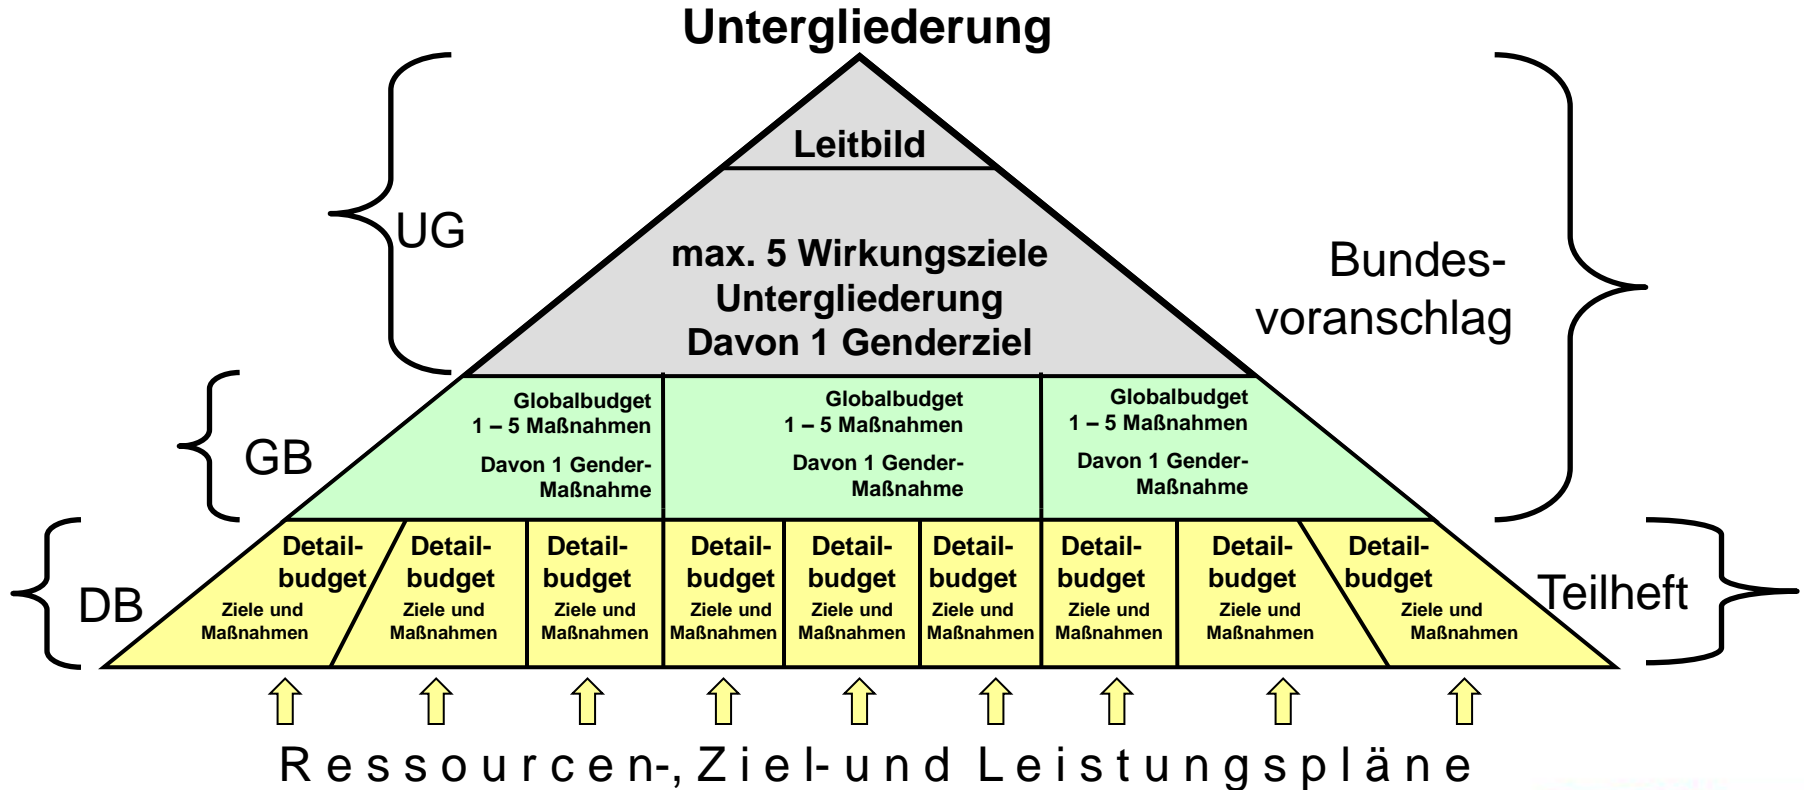 Untergliederung
Leitbild
UG
max. 5 Wirkungsziele
Untergliederung
Davon 1 Genderziel
Bundes-
voranschlag
GB
Globalbudget
1 – 5 Maßnahmen
Davon 1 Gender-
Maßnahme
Globalbudget
1 – 5 Maßnahmen
Davon 1 Gender-
Maßnahme
Globalbudget
1 – 5 Maßnahmen
Davon 1 Gender-
Maßnahme
DB
Detail-
budget
Ziele und
Maßnahmen
Detail-
budget
Ziele und
Maßnahmen
Detail-
budget
Ziele und
Maßnahmen
Detail-
budget
Ziele und
Maßnahmen
Detail-
budget
Ziele und
Maßnahmen
Detail-
budget
Ziele und
Maßnahmen
Detail-
budget
Ziele und
Maßnahmen
Detail-
budget
Ziele und
Maßnahmen
Detail-
budget
Ziele und
Maßnahmen
Teilheft
Ressourcen-, Ziel- und Leistungspläne